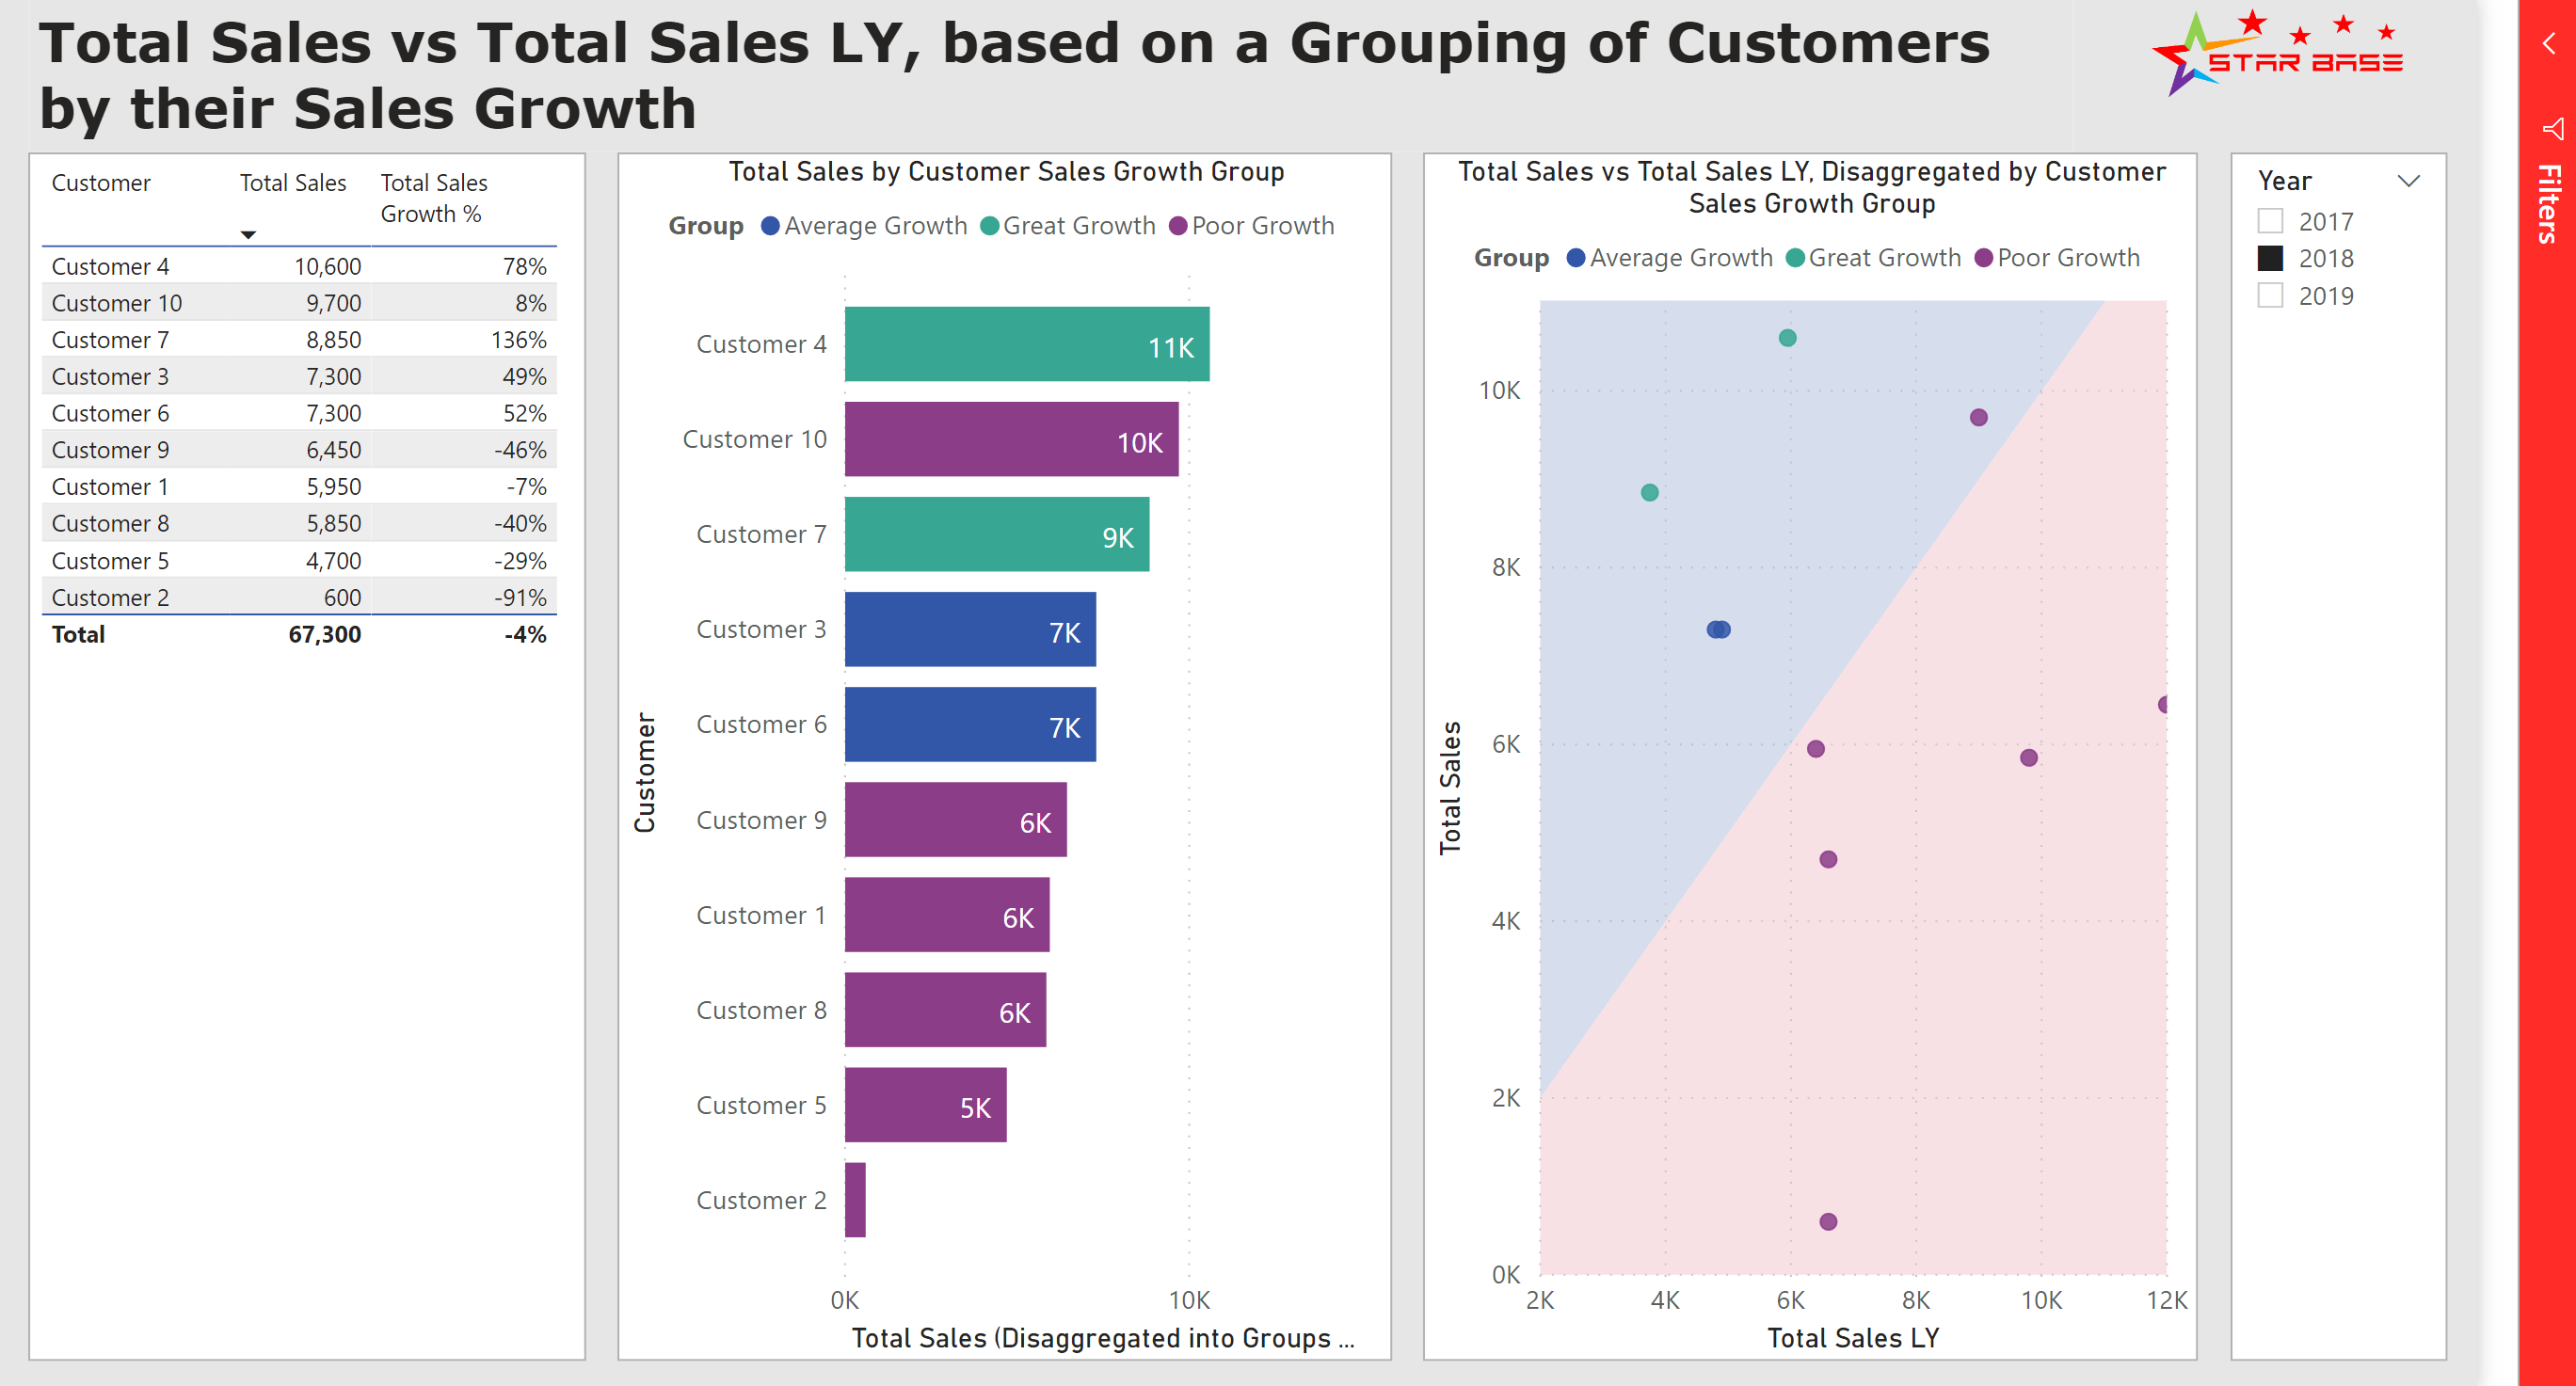 Total Sales vs Total Sales LY, based on a Grouping of Customers
by their Sales Growth
STAR BASE
Filters
Customer Total Sales Total Sales
Growth %
Customer 4 10,600 78%
Customer 10 9,700 8%
Customer 7 8,850 136%
Customer 3 7,300 49%
Customer 6 7,300 52%
Customer 9 6,450 -46%
Customer 1 5,950 -7%
Customer 8 5,850 -40%
Customer 5 4,700 -29%
Customer 2 600 -91%
Total 67,300 -4%
Total Sales by Customer Sales Growth Group
Group Average Growth Great Growth Poor Growth
Customer
Customer 4 11K
Customer 10 10K
Customer 7 9K
Customer 3 7K
Customer 6 7K
Customer 9 6K
Customer 1 6K
Customer 8 6K
Customer 5 5K
Customer 2
0K 10K
Total Sales (Disaggregated into Groups ...
Total Sales vs Total Sales LY, Disaggregated by Customer
Sales Growth Group
Group Average Growth Great Growth Poor Growth
Total Sales
10K
8K
6K
4K
2K
0K
2K 4K 6K 8K 10K 12K
Total Sales LY
Year
2017
2018
2019